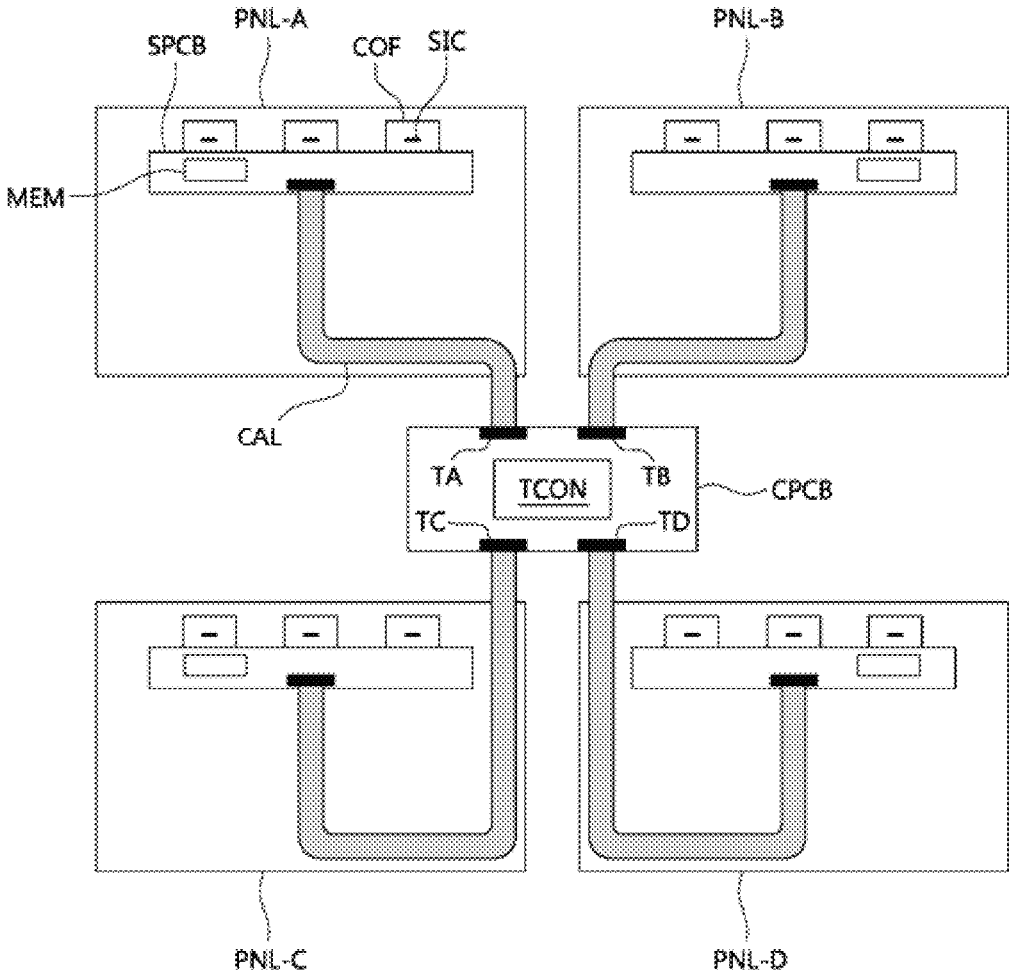 PNL-A
PNL-B
SPCB
COF
SIC
MEM
CAL
TA
TB
TCON
CPCB
TC
TD
PNL-C
PNL-D